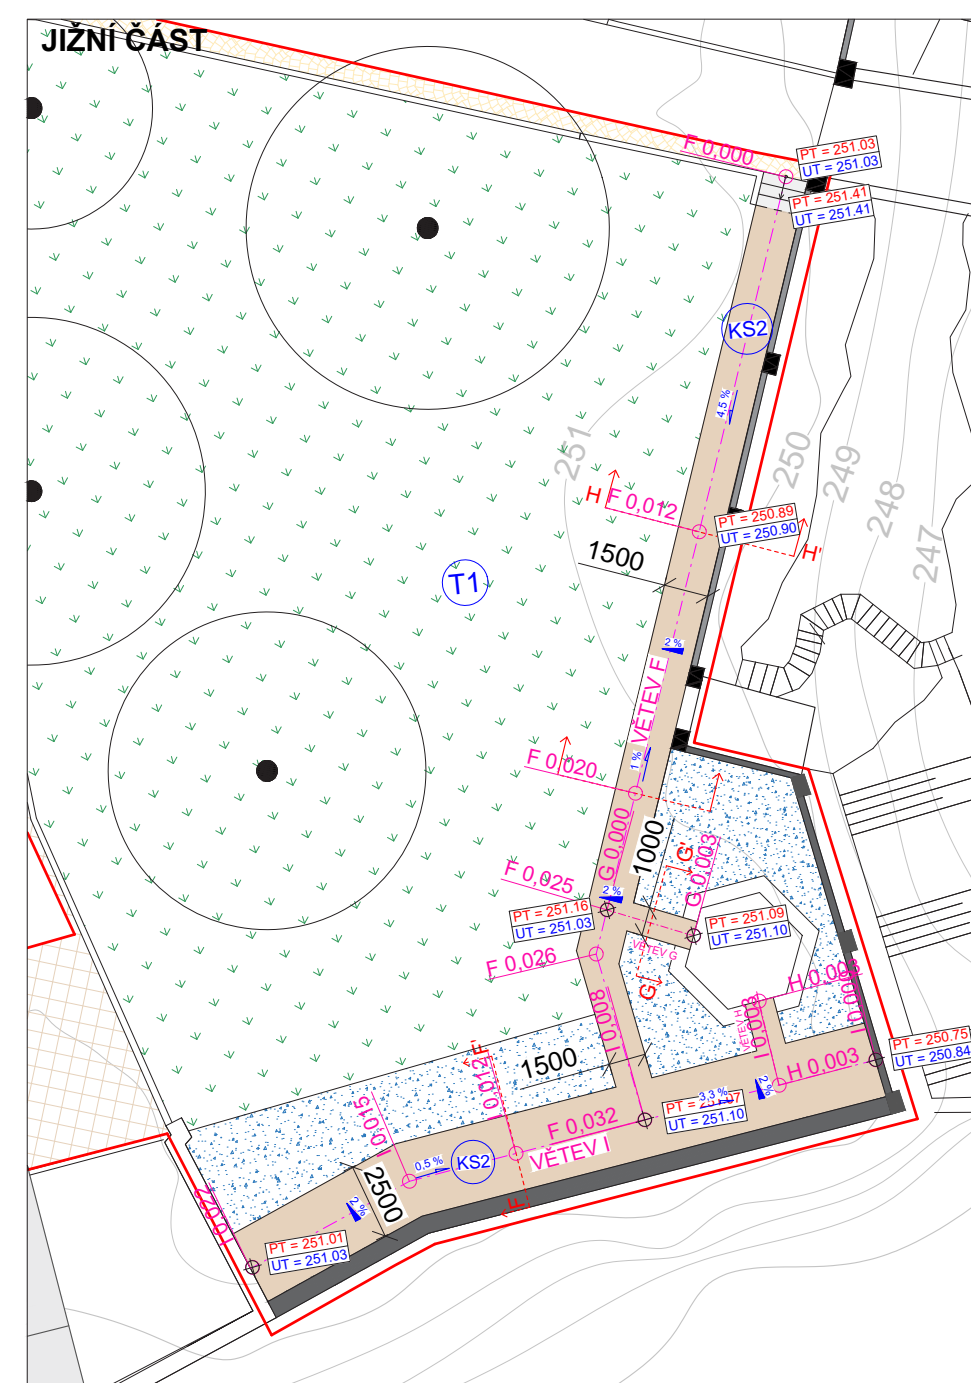 JIŽNÍ ČÁST
F 0,000
PT = 251.03
UT = 251.03
PT = 251.41
UT = 251.41
KS2
4,5 %
251
250
249
248
247
H
F 0,012
PT = 250.89
UT = 250.90
H'
1500
T1
2 %
VĚTEV F
1 %
F 0,020
G 0,000
1000
G'
G 0,003
F 0,025
2 %
PT = 251.16
UT = 251.03
PT = 251.09
UT = 251.10
VĚTEV G
F 0,026
G
H 0,003
I 0,008
I 0,000
VĚTEV H
I 0,003
PT = 250.75
UT = 250.84
F'
I 0,012
1500
H 0,003
2 %
3,3 %
UT = 251.10
F 0,032
VĚTEV I
I 0,015
0,5 %
KS2
2500
2 %
F
I 0,022
PT = 251.01
UT = 251.03